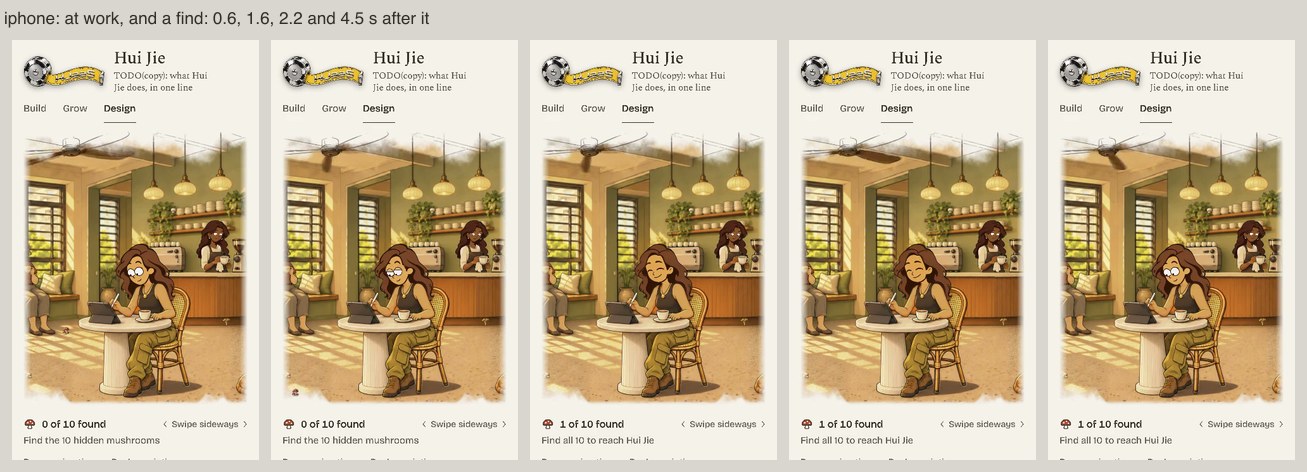 iphone: at work, and a find: 0.6, 1.6, 2.2 and 4.5 s after it
Hui Jie
TODO(copy): what Hui
Jie does, in one line
Build Grow Design
0 of 10 found
Swipe sideways
Find the 10 hidden mushrooms
Hui Jie
TODO(copy): what Hui
Jie does, in one line
Build Grow Design
0 of 10 found
Swipe sideways
Find the 10 hidden mushrooms
Hui Jie
TODO(copy): what Hui
Jie does, in one line
Build Grow Design
1 of 10 found
Swipe sideways
Find all 10 to reach Hui Jie
Hui Jie
TODO(copy): what Hui
Jie does, in one line
Build Grow Design
1 of 10 found
Swipe sideways
Find all 10 to reach Hui Jie
Hui Jie
TODO(copy): what Hui
Jie does, in one line
Build Grow Design
1 of 10 found
Swipe sideways
Find all 10 to reach Hui Jie